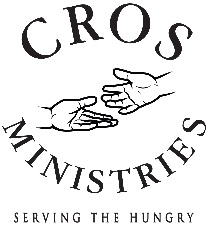 CROS
MINISTRIES
SERVING THE HUNGRY